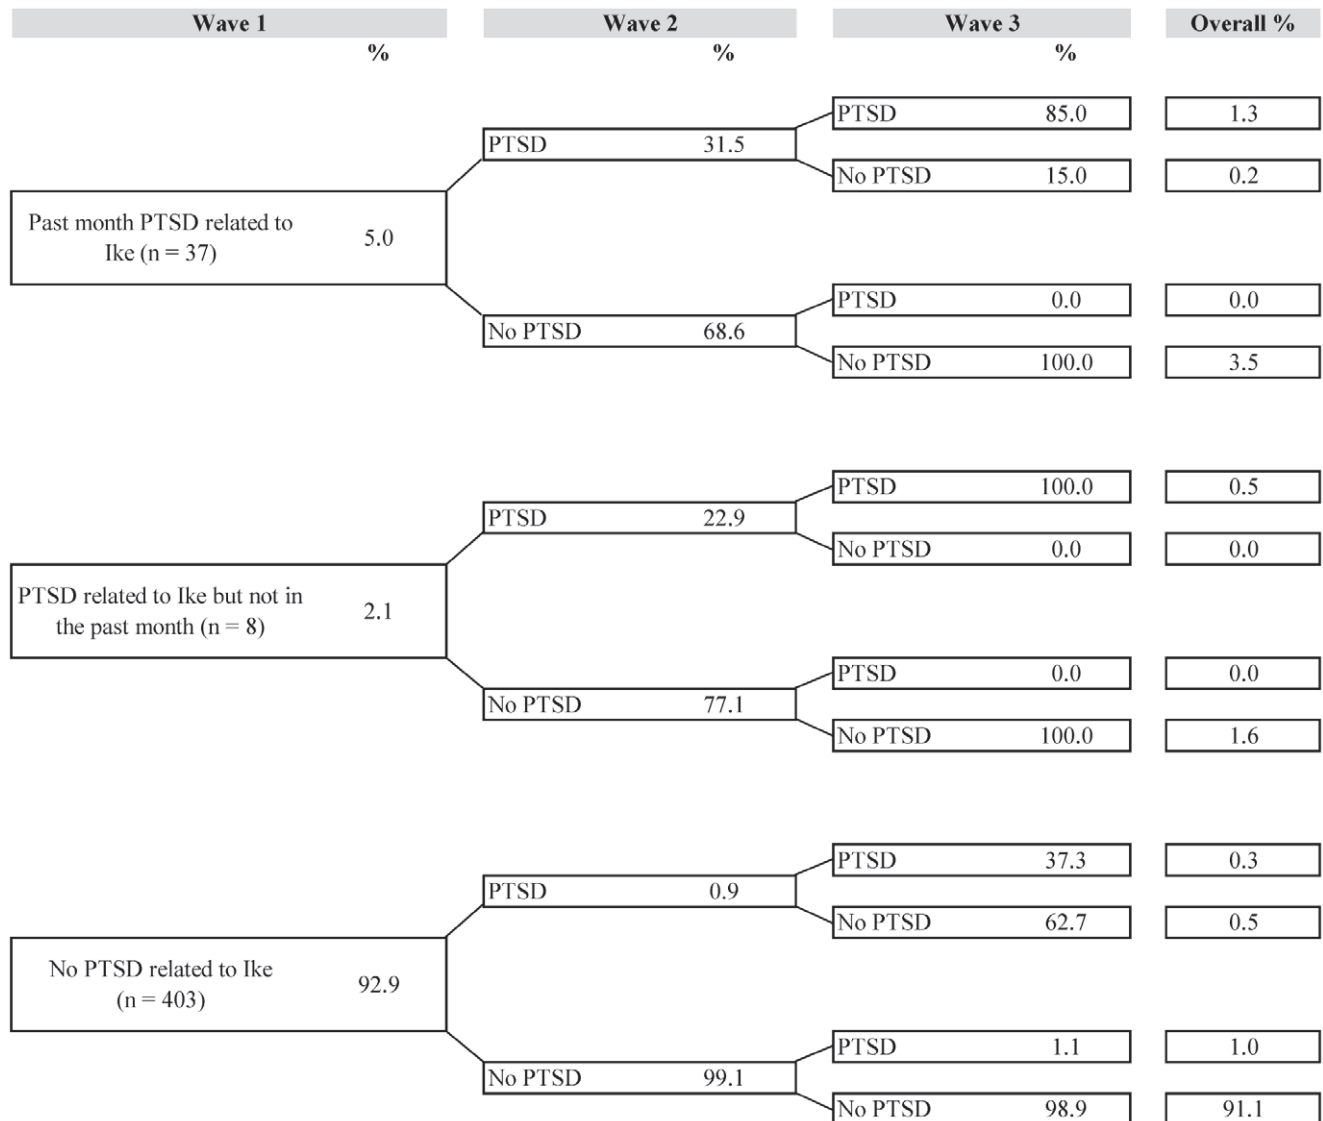 Wave 1 Wave 2 Wave 3 Overall %
% % %
PTSD 85.0 1.3
PTSD 31.5
No PTSD 15.0 0.2
Past month PTSD related to
Ike (n = 37) 5.0
PTSD 0.0 0.0
No PTSD 68.6
No PTSD 100.0 3.5
PTSD 100.0 0.5
PTSD 22.9
No PTSD 0.0 0.0
PTSD related to Ike but not in
the past month (n = 8) 2.1
PTSD 0.0 0.0
No PTSD 77.1
No PTSD 100.0 1.6
PTSD 37.3 0.3
PTSD 0.9
No PTSD 62.7 0.5
No PTSD related to Ike
(n = 403) 92.9
PTSD 1.1 1.0
No PTSD 99.1
No PTSD 98.9 91.1